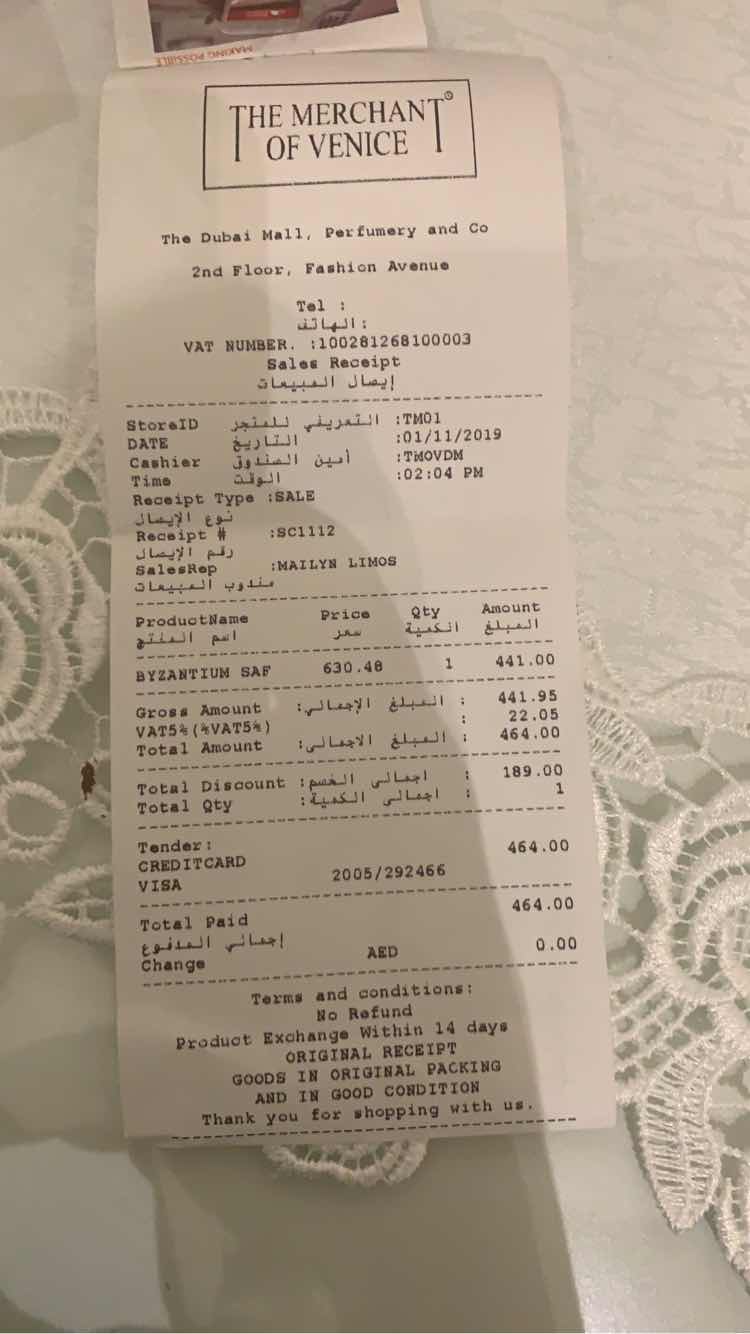 MAKING POSSIBLE
THE MERCHANT
OF VENICE
The Dubai Mall, Perfumery and Co
2nd Floor, Fashion Avenue
Tel :
الهاتف :
VAT NUMBER. :100281268100003
Sales Receipt
إيصال المبيعات
StoreID التعريفي للمتجر :TM01
DATE التاريخ :01/11/2019
Cashier أمين الصندوق :TMOVDM
Time الوقت :02:04 PM
Receipt Type :SALE
نوع الإيصال
Receipt # :SC1112
رقم الإيصال
SalesRep :MAILYN LIMOS
مندوب المبيعات
ProductName Price Qty Amount
اسم المنتج سعر الكمية المبلغ
BYZANTIUM SAF 630.48 1 441.00
Gross Amount المبلغ الإجمالي: : 441.95
VAT5%(%VAT5%) : 22.05
Total Amount المبلغ الاجمالى: : 464.00
Total Discount اجمالى الخسم: : 189.00
Total Qty اجمالى الكمية: : 1
Tender:
CREDITCARD 464.00
VISA 2005/292466
Total Paid 464.00
إجمالي المدفوع
Change AED 0.00
Terms and conditions:
No Refund
Product Exchange Within 14 days
ORIGINAL RECEIPT
GOODS IN ORIGINAL PACKING
AND IN GOOD CONDITION
Thank you for shopping with us.